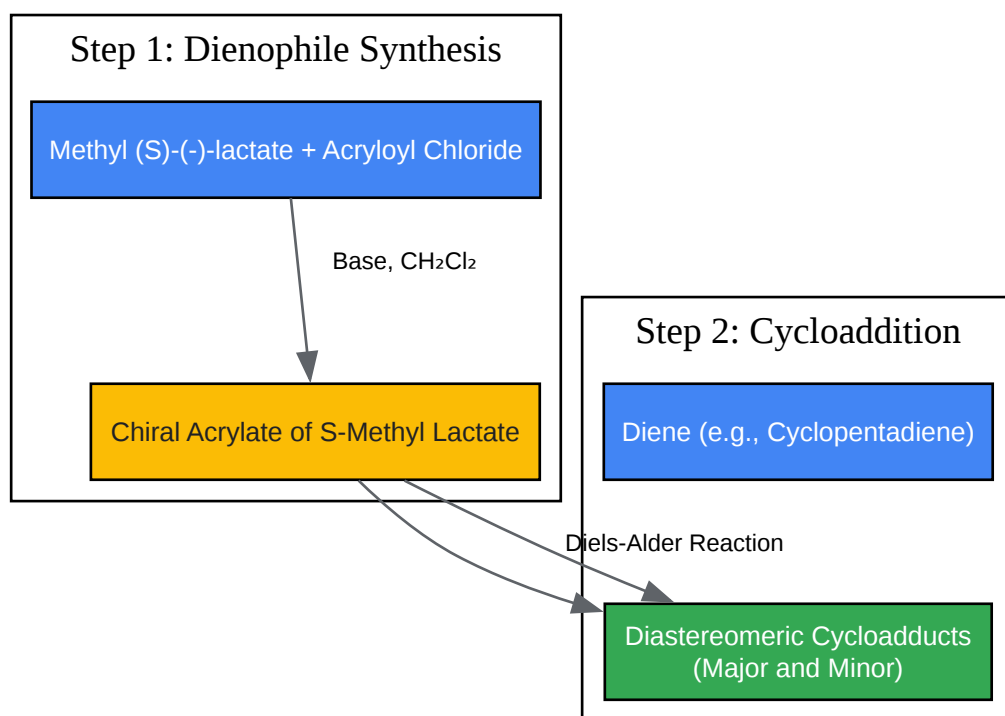 Step 1: Dienophile Synthesis
Methyl (S)-(-)-lactate + Acryloyl Chloride
Base, CH₂Cl₂
Chiral Acrylate of S-Methyl Lactate
Step 2: Cycloaddition
Diene (e.g., Cyclopentadiene)
Diels-Alder Reaction
Diastereomeric Cycloadducts
(Major and Minor)